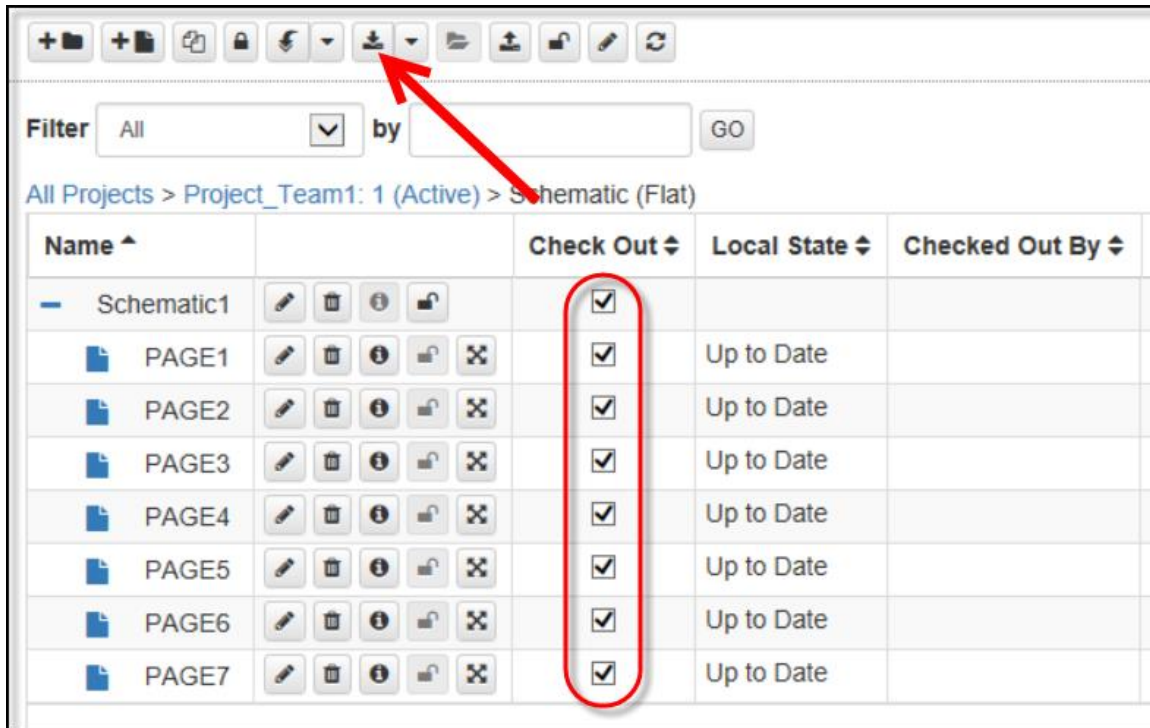 Filter All by GO
All Projects > Project_Team1: 1 (Active) > Schematic (Flat)
Name Check Out Local State Checked Out By
Schematic1
PAGE1 Up to Date
PAGE2 Up to Date
PAGE3 Up to Date
PAGE4 Up to Date
PAGE5 Up to Date
PAGE6 Up to Date
PAGE7 Up to Date